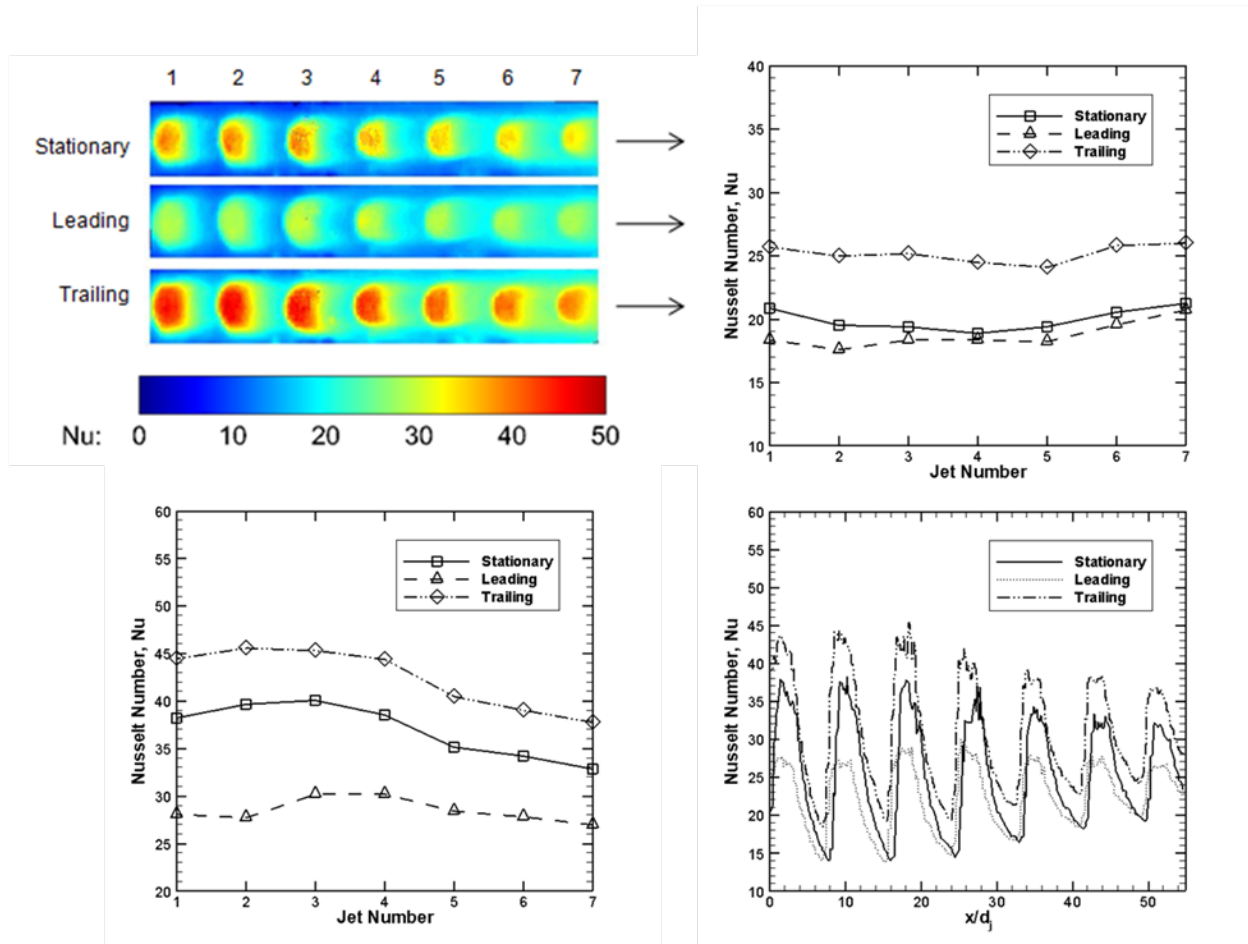 1 2 3 4 5 6 7
Stationary
Leading
Trailing
Nu: 0 10 20 30 40 50
40
35
30
25
20
15
10
Nusselt Number, Nu
Stationary
Leading
Trailing
1 2 3 4 5 6 7
Jet Number
60
55
50
45
40
35
30
25
20
Nusselt Number, Nu
Stationary
Leading
Trailing
1 2 3 4 5 6 7
Jet Number
60
55
50
45
40
35
30
25
20
15
10
Nusselt Number, Nu
Stationary
Leading
Trailing
0 10 20 30 40 50
x/dj